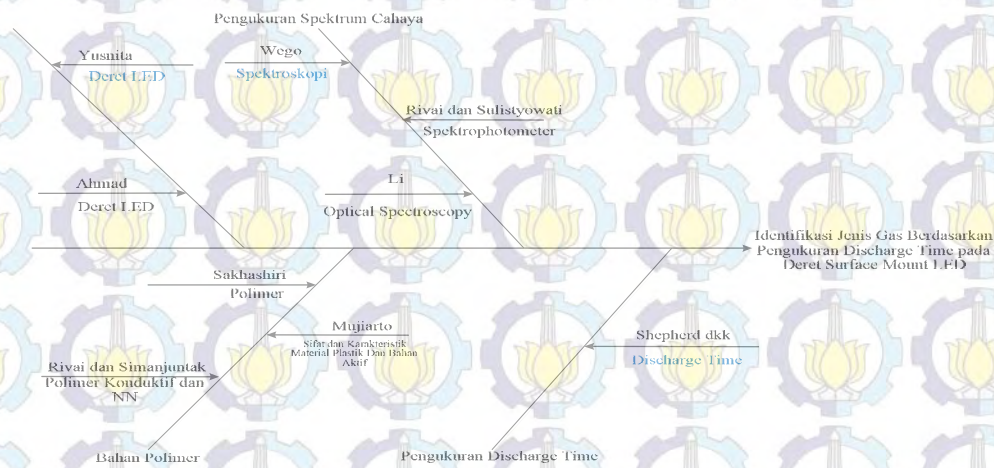 Pengukuran Spektrum Cahaya
Yusnita
Deret LED
Wego
Spektroskopi
Rivai dan Sulistyowati
Spektrophotometer
Ahmad
Deret LED
Li
Optical Spectroscopy
Identifikasi Jenis Gas Berdasarkan
Pengukuran Discharge Time pada
Deret Surface Mount LED
Sakhashiri
Polimer
Mujiarto
Sifat dan Karakteristik
Material Plastik Dan Bahan
Aktif
Rivai dan Simanjuntak
Polimer Konduktif dan
NN
Shepherd dkk
Discharge Time
Bahan Polimer
Pengukuran Discharge Time